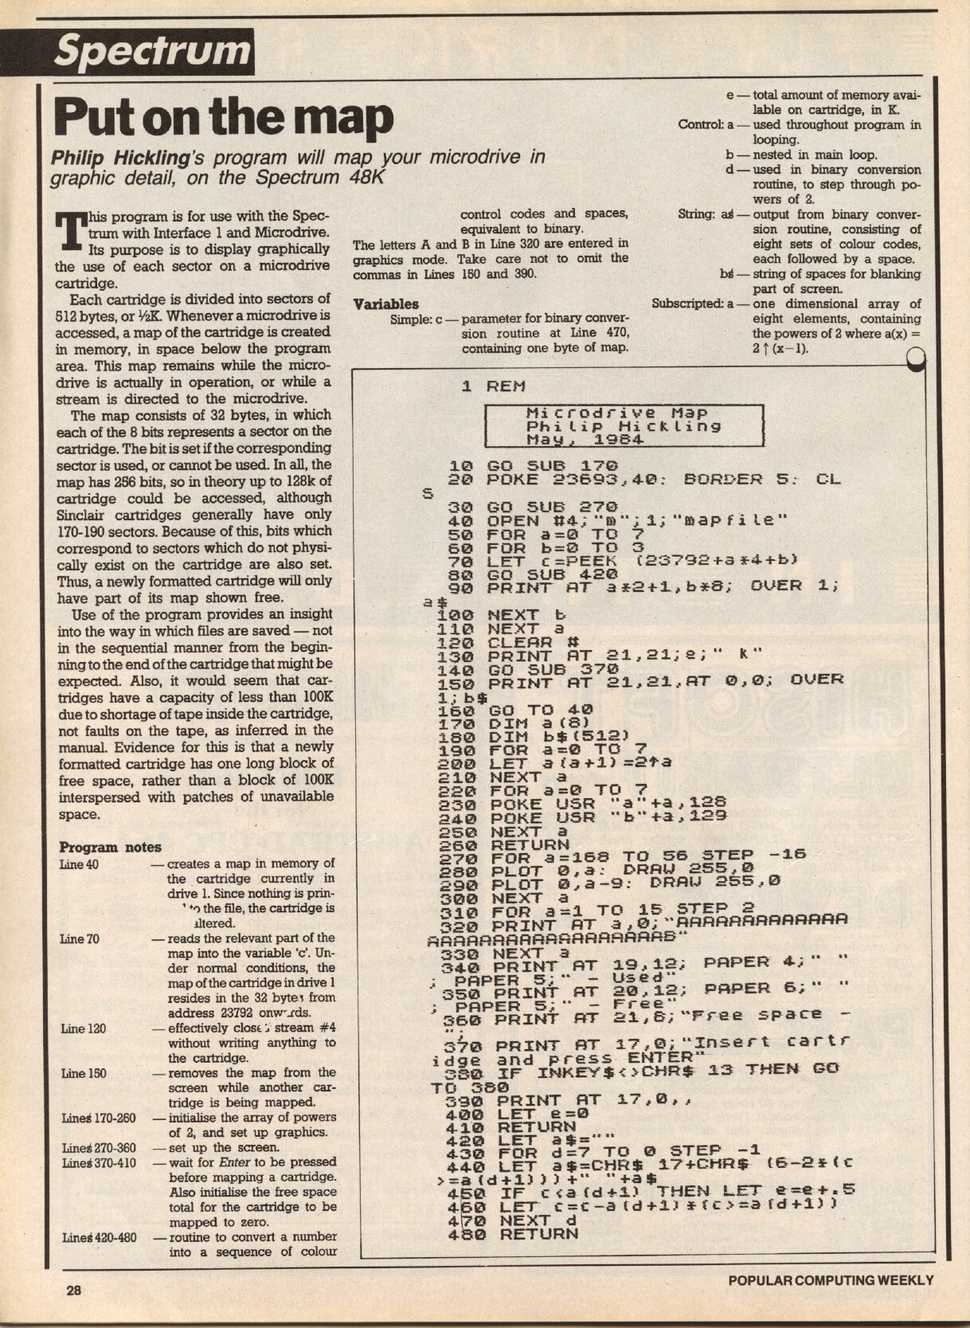 Spectrum
Put on the map
Philip Hickling's program will map your microdrive in
graphic detail, on the Spectrum 48K
This program is for use with the Spec-
trum with Interface 1 and Microdrive.
Its purpose is to display graphically
the use of each sector on a microdrive
cartridge.
Each cartridge is divided into sectors of
512 bytes, or ½K. Whenever a microdrive is
accessed, a map of the cartridge is created
in memory, in space below the program
area. This map remains while the micro-
drive is actually in operation, or while a
stream is directed to the microdrive.
The map consists of 32 bytes, in which
each of the 8 bits represents a sector on the
cartridge. The bit is set if the corresponding
sector is used, or cannot be used. In all, the
map has 256 bits, so in theory up to 128k of
cartridge could be accessed, although
Sinclair cartridges generally have only
170-190 sectors. Because of this, bits which
correspond to sectors which do not physi-
cally exist on the cartridge are also set.
Thus, a newly formatted cartridge will only
have part of its map shown free.
Use of the program provides an insight
into the way in which files are saved — not
in the sequential manner from the begin-
ning to the end of the cartridge that might be
expected. Also, it would seem that car-
tridges have a capacity of less than 100K
due to shortage of tape inside the cartridge,
not faults on the tape, as inferred in the
manual. Evidence for this is that a newly
formatted cartridge has one long block of
free space, rather than a block of 100K
interspersed with patches of unavailable
space.
Program notes
Line 40 — creates a map in memory of
the cartridge currently in
drive 1. Since nothing is prin-
to the file, the cartridge is
ltered.
Line 70 — reads the relevant part of the
map into the variable 'c'. Un-
der normal conditions, the
map of the cartridge in drive 1
resides in the 32 bytes from
address 23792 onwards.
Line 120 — effectively closes stream #4
without writing anything to
the cartridge.
Line 150 — removes the map from the
screen while another car-
tridge is being mapped.
Lines 170-260 — initialise the array of powers
of 2, and set up graphics.
Lines 270-360 — set up the screen.
Lines 370-410 — wait for Enter to be pressed
before mapping a cartridge.
Also initialise the free space
total for the cartridge to be
mapped to zero.
Lines 420-480 — routine to convert a number
into a sequence of colour
control codes and spaces,
equivalent to binary.
The letters A and B in Line 320 are entered in
graphics mode. Take care not to omit the
commas in Lines 150 and 390.
Variables
Simple: c — parameter for binary conver-
sion routine at Line 470,
containing one byte of map.
e — total amount of memory avai-
lable on cartridge, in K.
Control: a — used throughout program in
looping.
b — nested in main loop.
d — used in binary conversion
routine, to step through po-
wers of 2.
String: a$ — output from binary conver-
sion routine, consisting of
eight sets of colour codes,
each followed by a space.
b$ — string of spaces for blanking
part of screen.
Subscripted: a — one dimensional array of
eight elements, containing
the powers of 2 where a(x) =
2 ↑ (x−1).
1 REM
Microdrive Map
Philip Hickling
May, 1984
10 GO SUB 170
20 POKE 23693,40: BORDER 5: CL
S
30 GO SUB 270
40 OPEN #4;"m";1;"mapfile"
50 FOR a=0 TO 7
60 FOR b=0 TO 3
70 LET c=PEEK (23792+a*4+b)
80 GO SUB 420
90 PRINT AT a*2+1,b*8; OVER 1;
a$
100 NEXT b
110 NEXT a
120 CLEAR #
130 PRINT AT 21,21;e;" k"
140 GO SUB 370
150 PRINT AT 21,21,AT 0,0; OVER
1;b$
160 GO TO 40
170 DIM a(8)
180 DIM b$(512)
190 FOR a=0 TO 7
200 LET a(a+1)=2↑a
210 NEXT a
220 FOR a=0 TO 7
230 POKE USR "a"+a,128
240 POKE USR "b"+a,129
250 NEXT a
260 RETURN
270 FOR a=168 TO 56 STEP -16
280 PLOT 0,a: DRAW 255,0
290 PLOT 0,a-9: DRAW 255,0
300 NEXT a
310 FOR a=1 TO 15 STEP 2
320 PRINT AT a,0;"AAAAAAAAAAAAA
AAAAAAAAAAAAAAAAAAB"
330 NEXT a
340 PRINT AT 19,12; PAPER 4;" "
; PAPER 5;" - Used"
350 PRINT AT 20,12; PAPER 6;" "
; PAPER 5;" - Free"
360 PRINT AT 21,8;"Free space -
";
370 PRINT AT 17,0;"Insert cartr
idge and press ENTER"
380 IF INKEY$<>CHR$ 13 THEN GO
TO 380
390 PRINT AT 17,0,,
400 LET e=0
410 RETURN
420 LET a$=""
430 FOR d=7 TO 0 STEP -1
440 LET a$=CHR$ 17+CHR$ (6-2*(c
>=a(d+1)))+" "+a$
450 IF c<a(d+1) THEN LET e=e+.5
460 LET c=c-a(d+1)*(c>=a(d+1))
470 NEXT d
480 RETURN
28
POPULAR COMPUTING WEEKLY